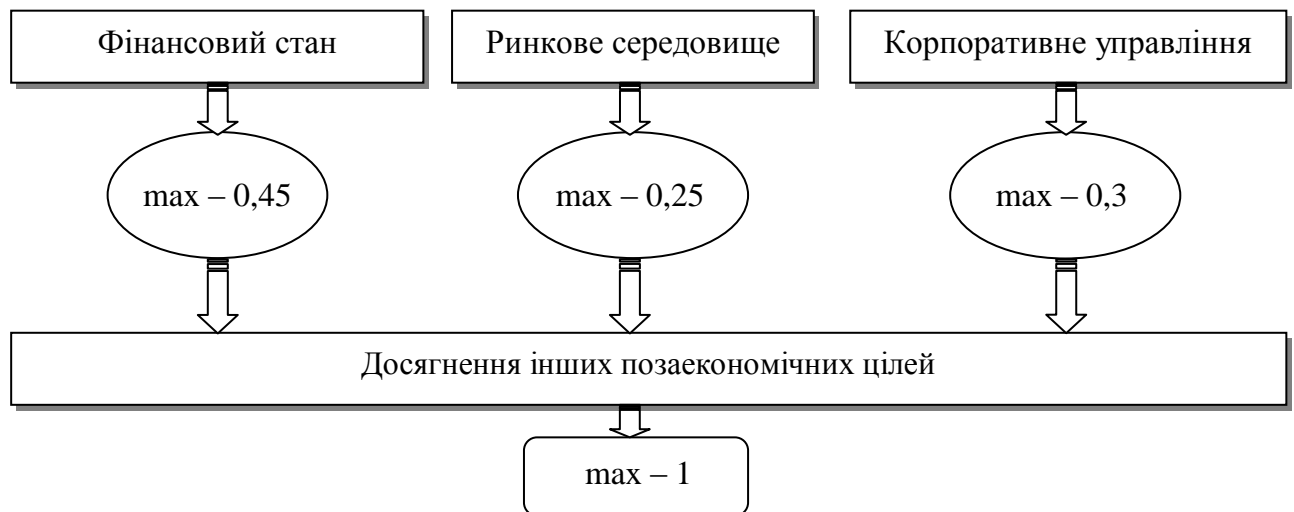 Фінансовий стан
Ринкове середовище
Корпоративне управління
max – 0,45
max – 0,25
max – 0,3
Досягнення інших позаекономічних цілей
max – 1